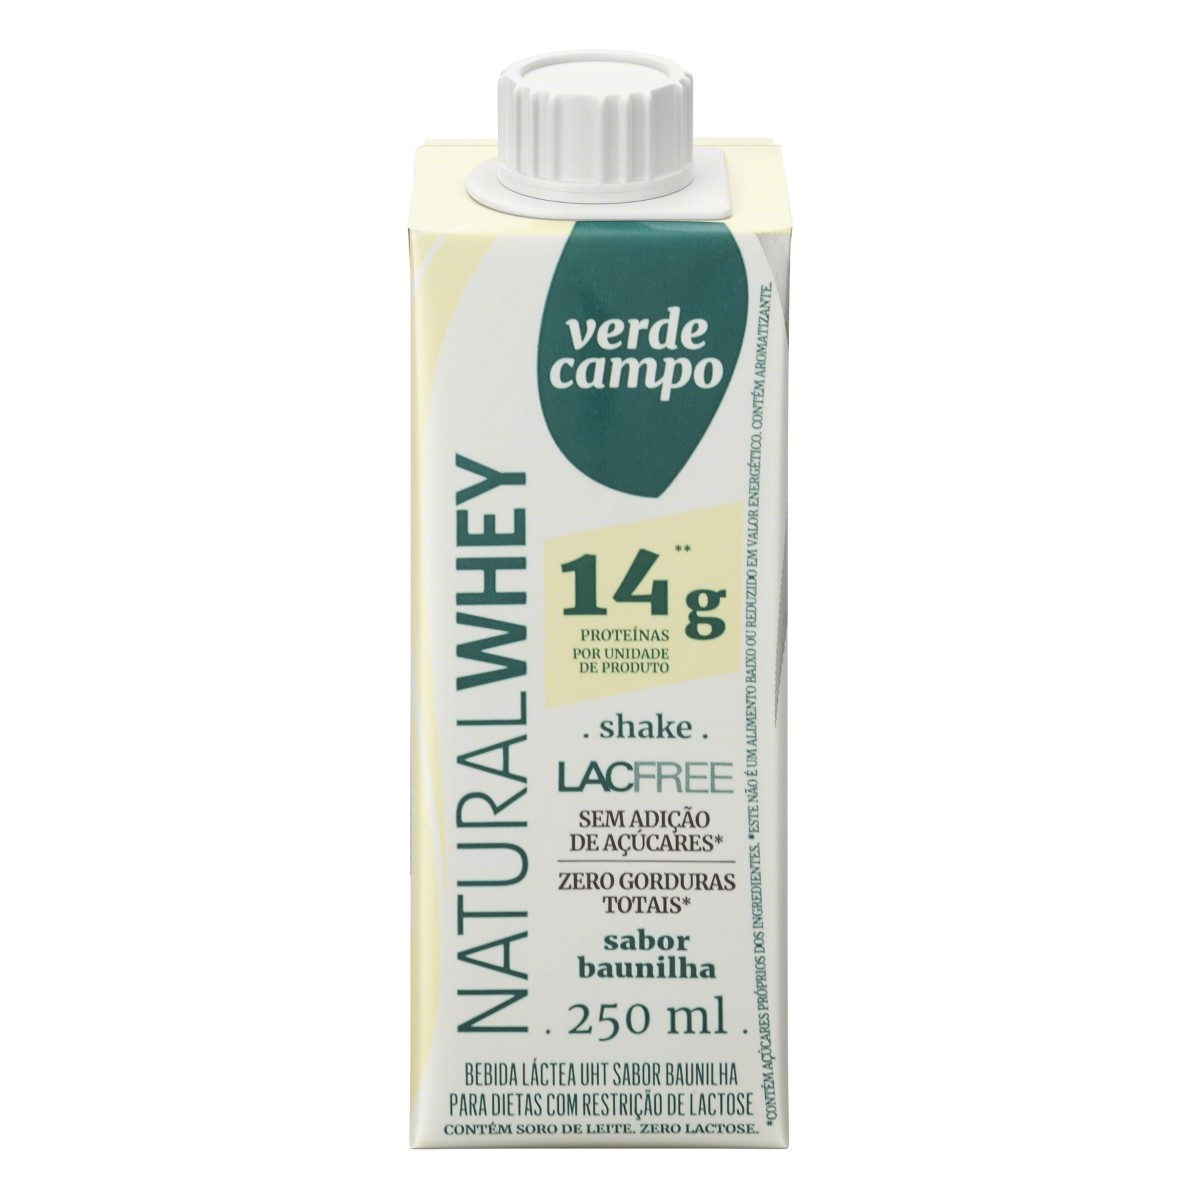 verde
campo
NATURALWHEY
14g**
PROTEÍNAS
POR UNIDADE
DE PRODUTO
. shake .
LACFREE
SEM ADIÇÃO
DE AÇÚCARES*
ZERO GORDURAS
TOTAIS*
sabor
baunilha
. 250 ml .
BEBIDA LÁCTEA UHT SABOR BAUNILHA
PARA DIETAS COM RESTRIÇÃO DE LACTOSE
CONTÉM SORO DE LEITE. ZERO LACTOSE.
*CONTÉM AÇÚCARES PRÓPRIOS DOS INGREDIENTES. *ESTE NÃO É UM ALIMENTO BAIXO OU REDUZIDO EM VALOR ENERGÉTICO. CONTÉM AROMATIZANTE.